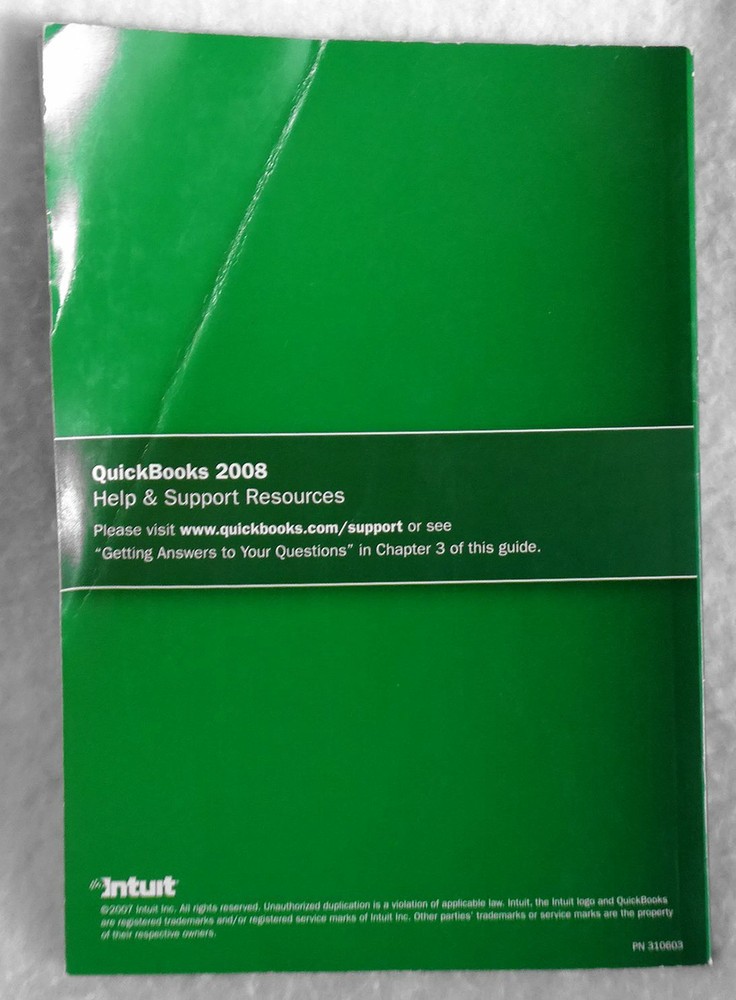 QuickBooks 2008
Help & Support Resources
Please visit www.quickbooks.com/support or see
“Getting Answers to Your Questions” in Chapter 3 of this guide.
Intuit
©2007 Intuit Inc. All rights reserved. Unauthorized duplication is a violation of applicable law. Intuit, the Intuit logo and QuickBooks
are registered trademarks and/or registered service marks of Intuit Inc. Other parties' trademarks or service marks are the property
of their respective owners.
PN 310603